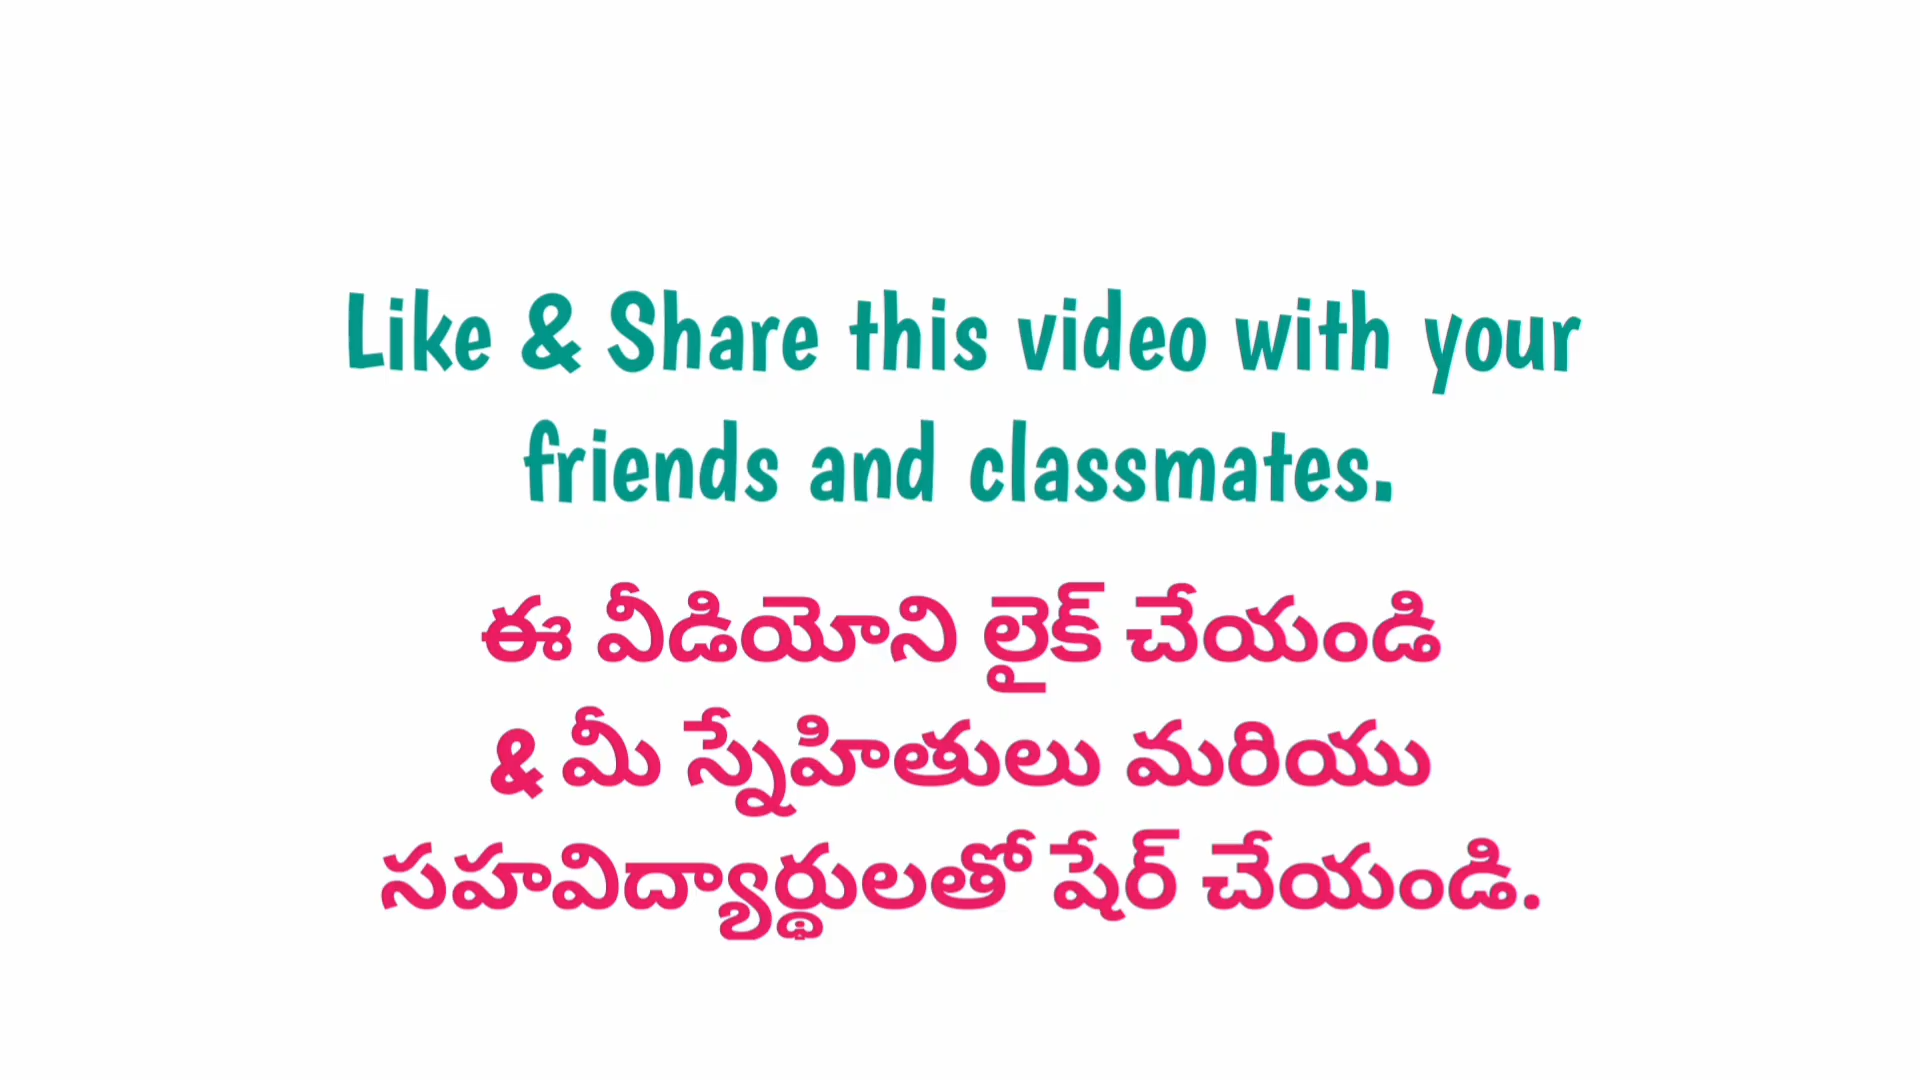 Like & Share this video with your
friends and classmates.
ఈ వీడియోని లైక్ చేయండి
& మీ స్నేహితులు మరియు
సహవిద్యార్థులతో షేర్ చేయండి.